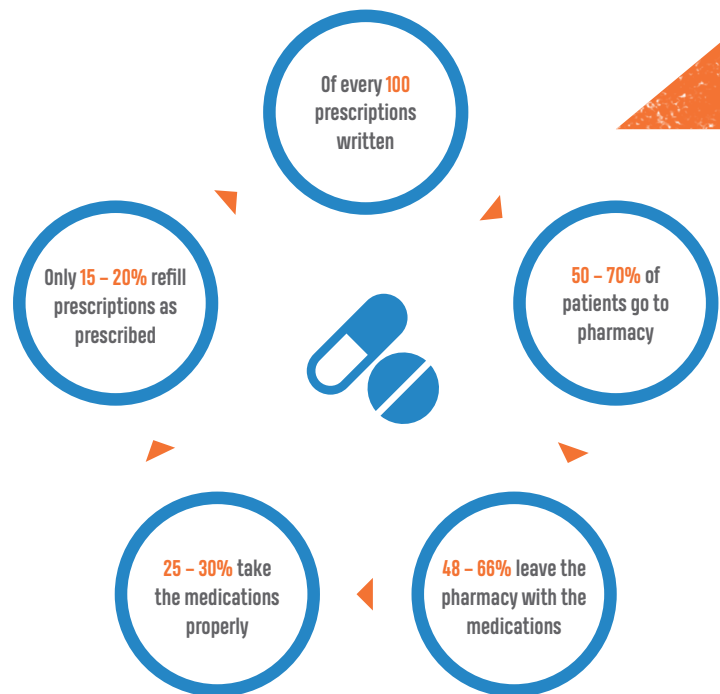 Of every 100
prescriptions
written
50 – 70% of
patients go to
pharmacy
48 – 66% leave the
pharmacy with the
medications
25 – 30% take
the medications
properly
Only 15 – 20% refill
prescriptions as
prescribed